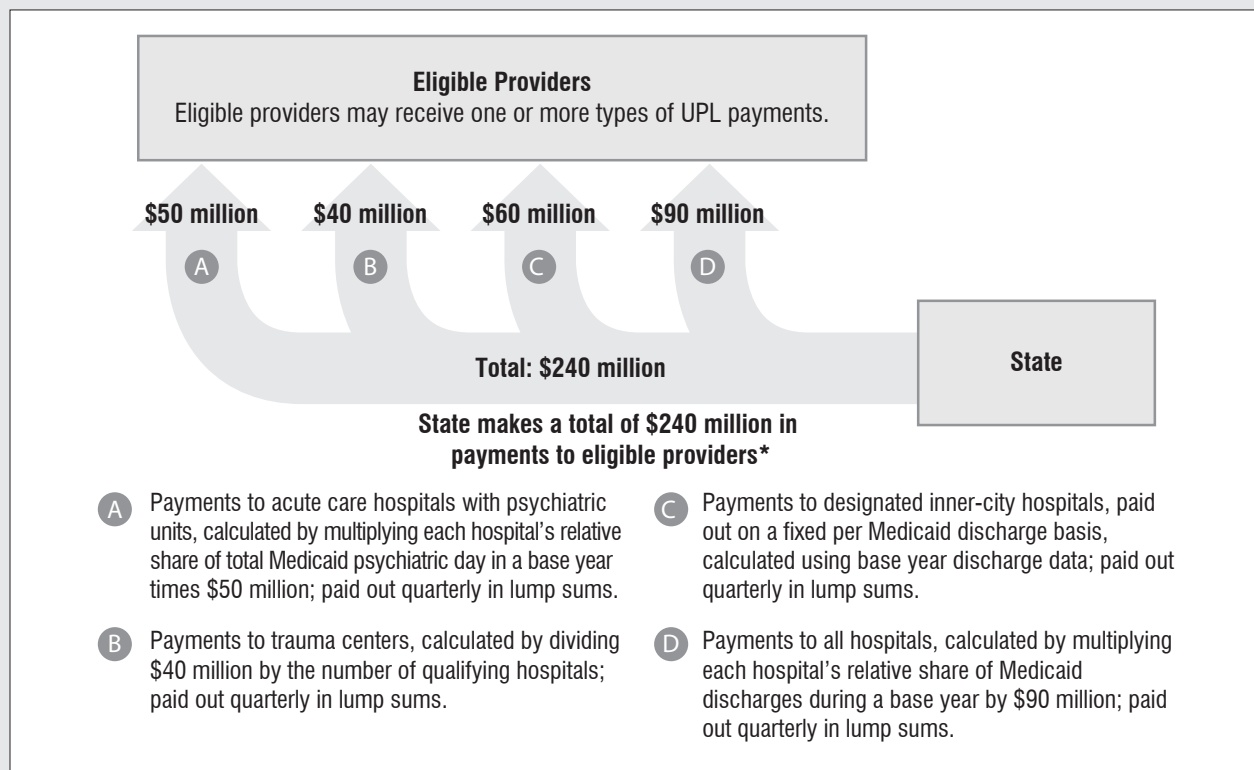 Eligible Providers
Eligible providers may receive one or more types of UPL payments.
$50 million
$40 million
$60 million
$90 million
A
B
C
D
Total: $240 million
State
State makes a total of $240 million in
payments to eligible providers*
A
Payments to acute care hospitals with psychiatric
units, calculated by multiplying each hospital’s relative
share of total Medicaid psychiatric day in a base year
times $50 million; paid out quarterly in lump sums.
B
Payments to trauma centers, calculated by dividing
$40 million by the number of qualifying hospitals;
paid out quarterly in lump sums.
C
Payments to designated inner-city hospitals, paid
out on a fixed per Medicaid discharge basis,
calculated using base year discharge data; paid out
quarterly in lump sums.
D
Payments to all hospitals, calculated by multiplying
each hospital’s relative share of Medicaid
discharges during a base year by $90 million; paid
out quarterly in lump sums.